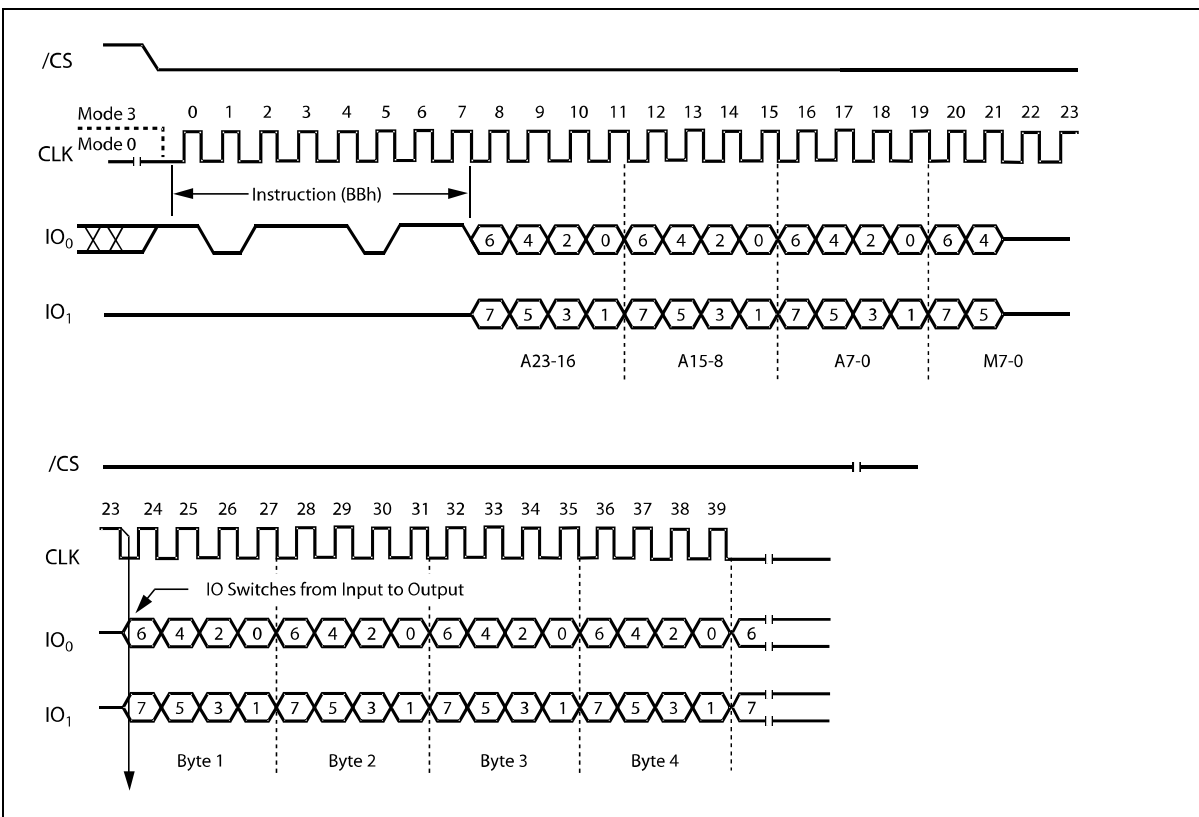 /CS
Mode 3
0 1 2 3 4 5 6 7 8 9 10 11 12 13 14 15 16 17 18 19 20 21 22 23
Mode 0
CLK
Instruction (BBh)
IO0 6 4 2 0 6 4 2 0 6 4 2 0 6 4
IO1 7 5 3 1 7 5 3 1 7 5 3 1 7 5
A23-16 A15-8 A7-0 M7-0
/CS
23 24 25 26 27 28 29 30 31 32 33 34 35 36 37 38 39
CLK
IO Switches from Input to Output
IO0 6 4 2 0 6 4 2 0 6 4 2 0 6 4 2 0 6
IO1 7 5 3 1 7 5 3 1 7 5 3 1 7 5 3 1 7
Byte 1 Byte 2 Byte 3 Byte 4